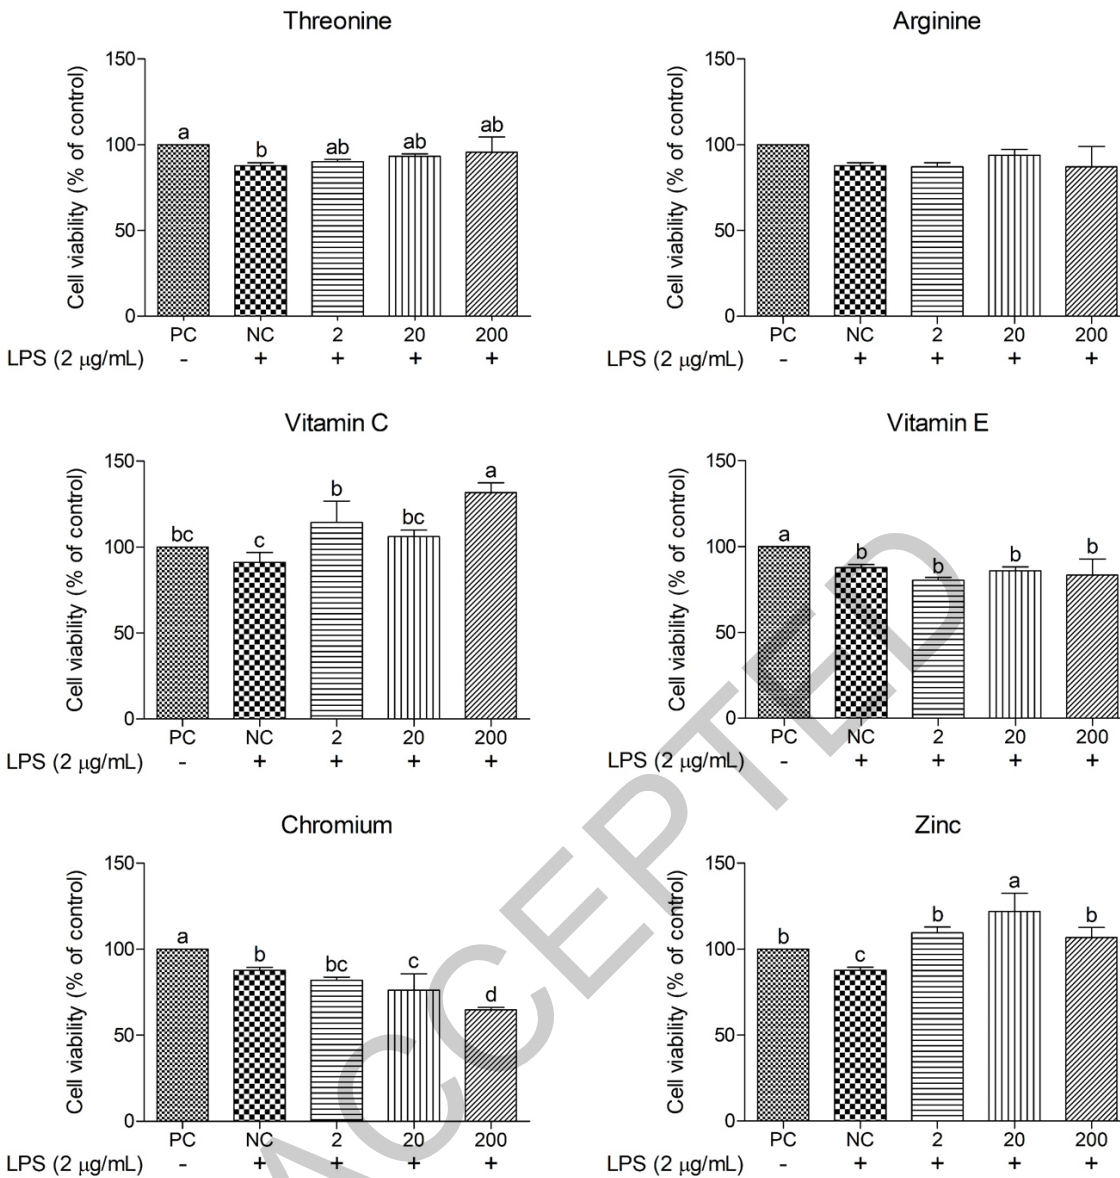 Threonine
Cell viability (% of control)
150
100
50
0
a
b
ab
ab
ab
PC NC 2 20 200
LPS (2 μg/mL) - + + + +
Arginine
Cell viability (% of control)
150
100
50
0
PC NC 2 20 200
LPS (2 μg/mL) - + + + +
Vitamin C
Cell viability (% of control)
150
100
50
0
bc
c
b
bc
a
PC NC 2 20 200
LPS (2 μg/mL) - + + + +
Vitamin E
Cell viability (% of control)
150
100
50
0
a
b
b
b
b
PC NC 2 20 200
LPS (2 μg/mL) - + + + +
Chromium
Cell viability (% of control)
150
100
50
0
a
b
bc
c
d
PC NC 2 20 200
LPS (2 μg/mL) - + + + +
Zinc
Cell viability (% of control)
150
100
50
0
b
c
b
a
b
PC NC 2 20 200
LPS (2 μg/mL) - + + + +
ACCEPTED